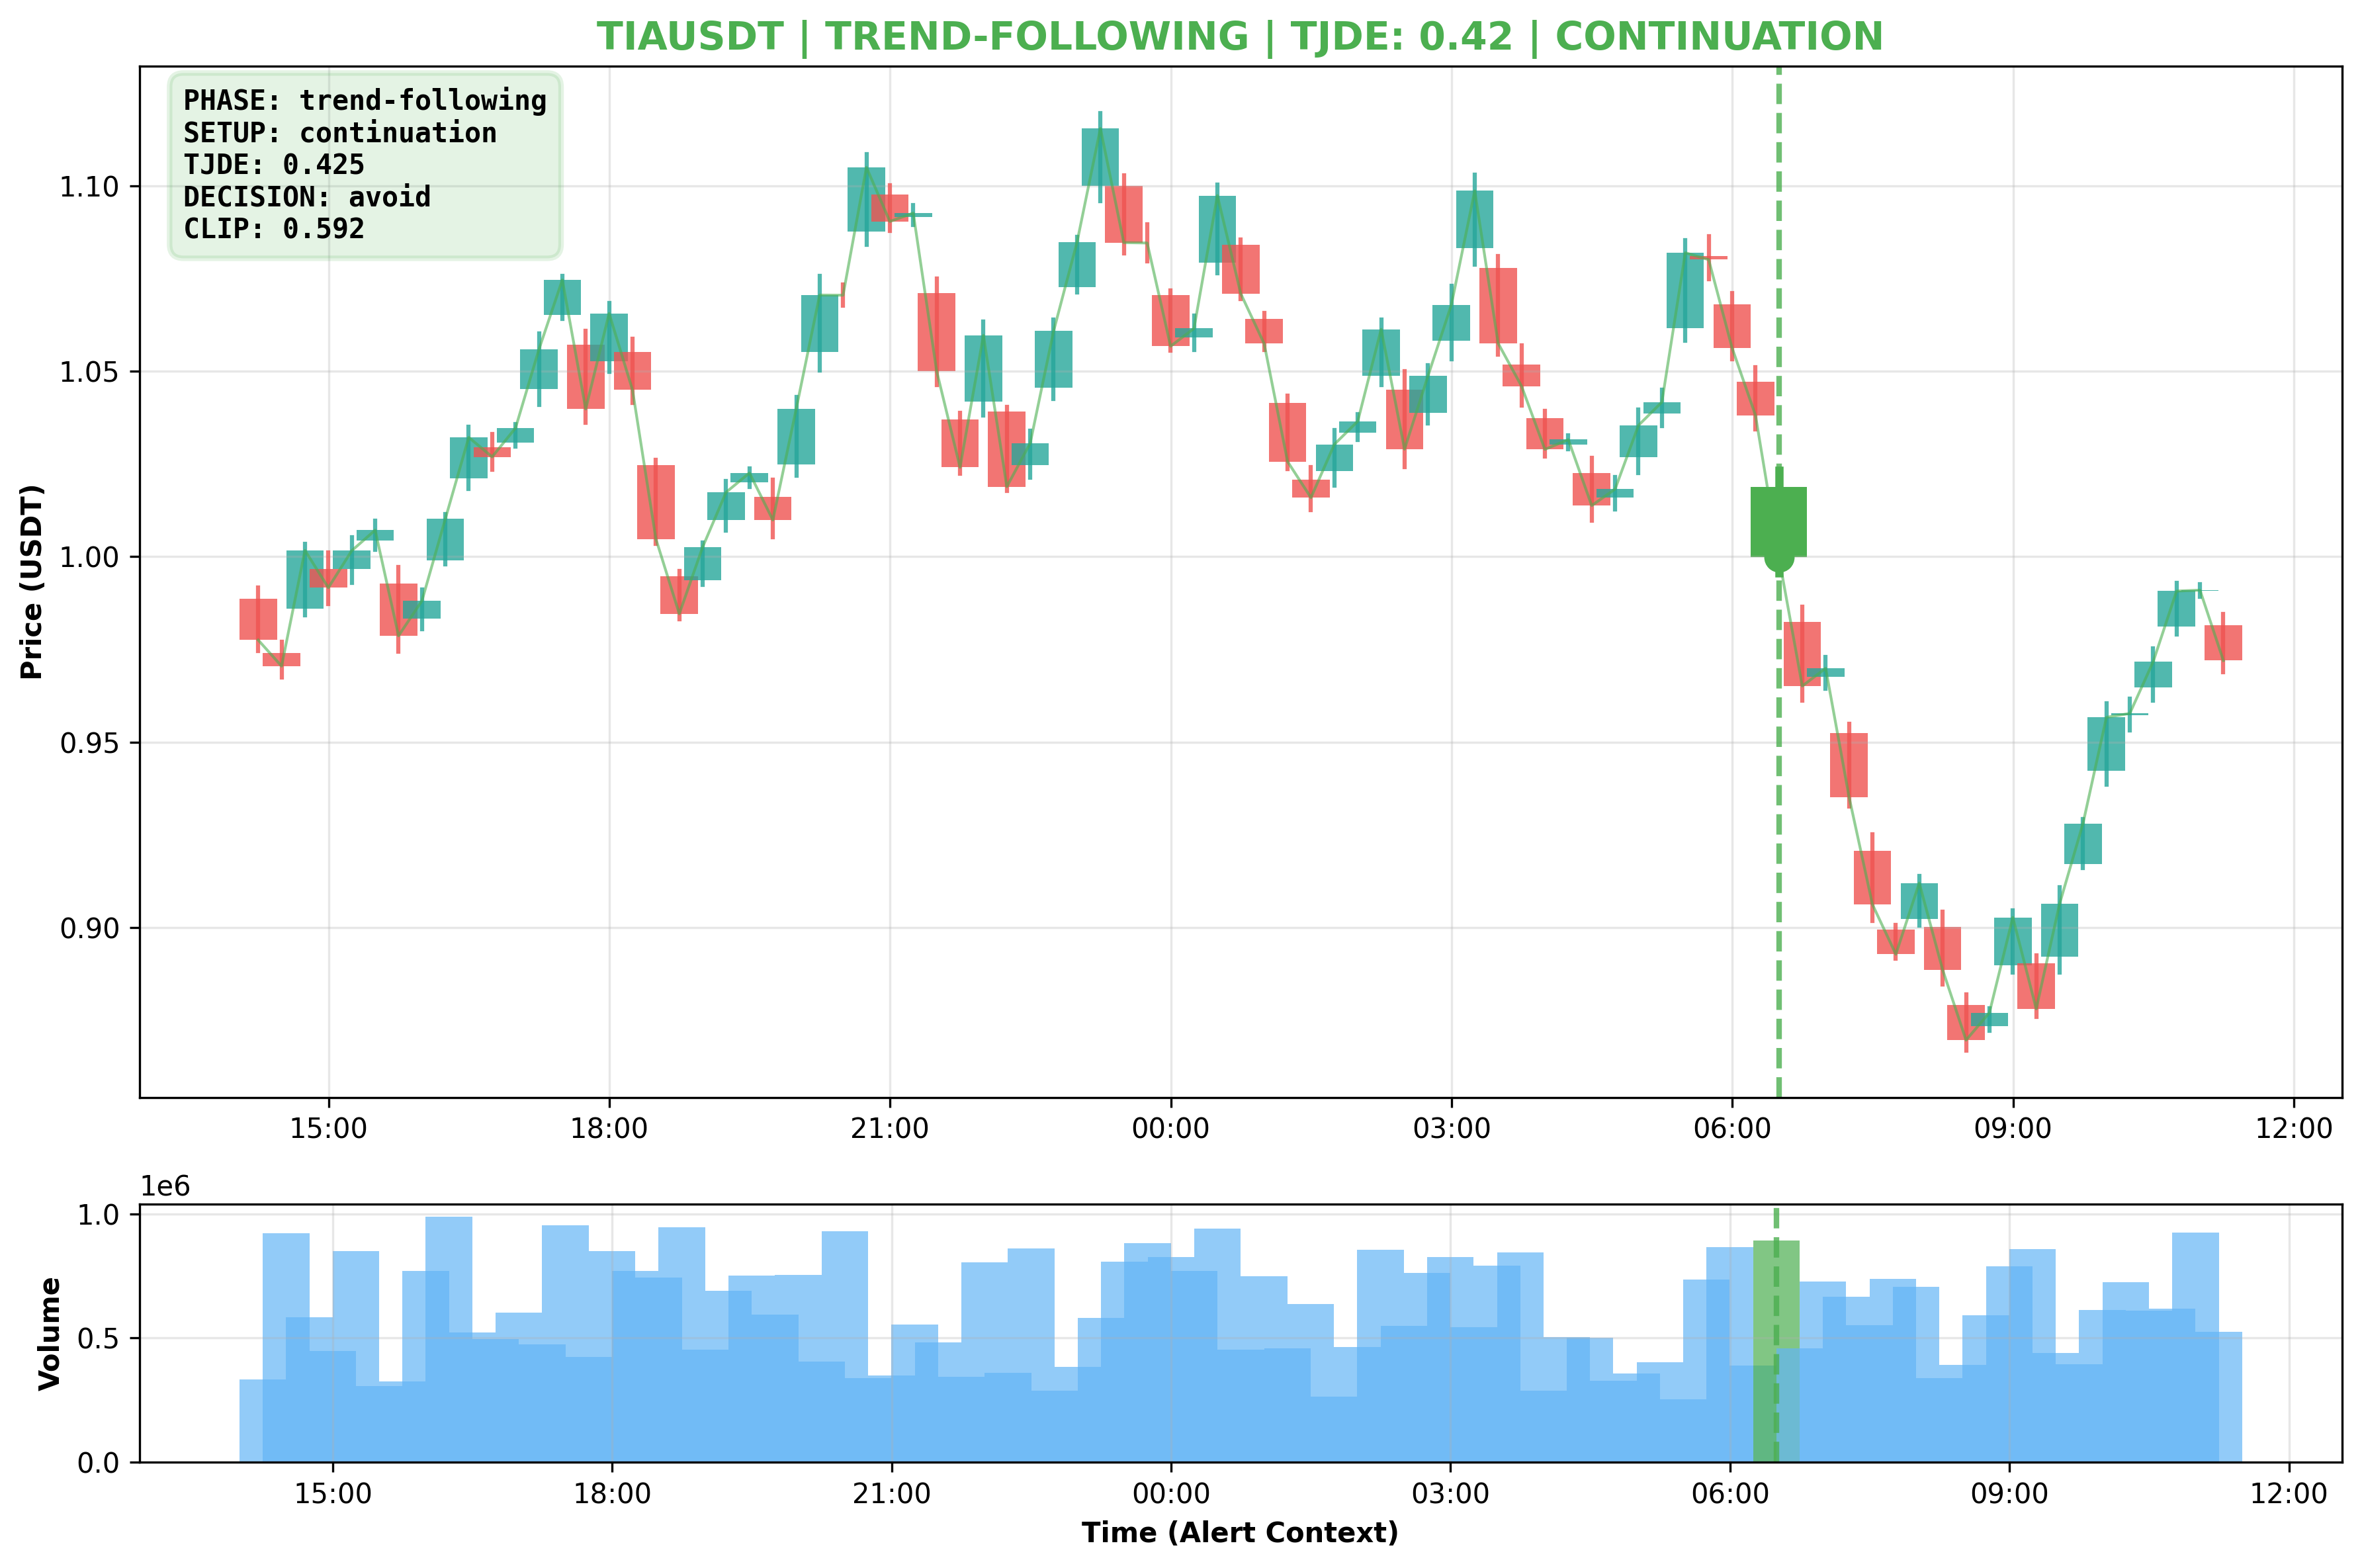 TIAUSDT | TREND-FOLLOWING | TJDE: 0.42 | CONTINUATION
PHASE: trend-following
SETUP: continuation
TJDE: 0.425
DECISION: avoid
CLIP: 0.592
Price (USDT)
1.10
1.05
1.00
0.95
0.90
15:00 18:00 21:00 00:00 03:00 06:00 09:00 12:00
1e6
Volume
1.0
0.5
0.0
15:00 18:00 21:00 00:00 03:00 06:00 09:00 12:00
Time (Alert Context)